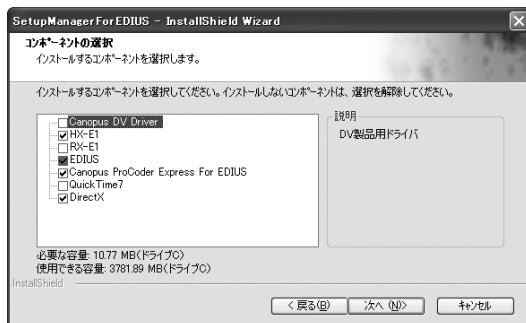 SetupManagerForEDIUS - InstallShield Wizard
コンポーネントの選択
インストールするコンポーネントを選択します。
インストールするコンポーネントを選択してください。インストールしないコンポーネントは、選択を解除してください。
Canopus DV Driver
HX-E1
RX-E1
EDIUS
Canopus ProCoder Express For EDIUS
QuickTime7
DirectX
説明
DV製品用ドライバ
必要な容量: 10.77 MB(ドライブC)
使用できる容量: 3781.89 MB(ドライブC)
InstallShield
< 戻る(B)
次へ (N)>
キャンセル